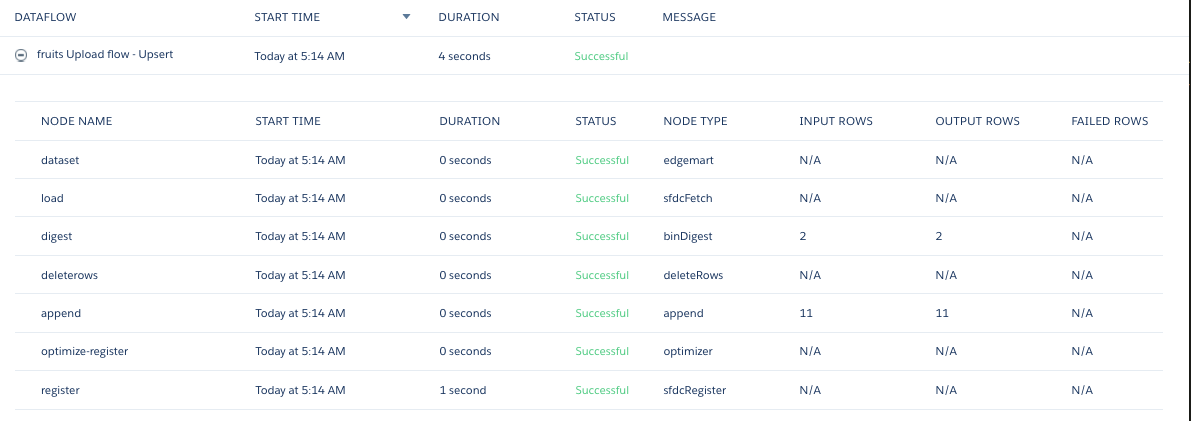 DATAFLOW START TIME DURATION STATUS MESSAGE
fruits Upload flow - Upsert Today at 5:14 AM 4 seconds Successful
NODE NAME START TIME DURATION STATUS NODE TYPE INPUT ROWS OUTPUT ROWS FAILED ROWS
dataset Today at 5:14 AM 0 seconds Successful edgemart N/A N/A N/A
load Today at 5:14 AM 0 seconds Successful sfdcFetch N/A N/A N/A
digest Today at 5:14 AM 0 seconds Successful binDigest 2 2 N/A
deleterows Today at 5:14 AM 0 seconds Successful deleteRows N/A N/A N/A
append Today at 5:14 AM 0 seconds Successful append 11 11 N/A
optimize-register Today at 5:14 AM 0 seconds Successful optimizer N/A N/A N/A
register Today at 5:14 AM 1 second Successful sfdcRegister N/A N/A N/A